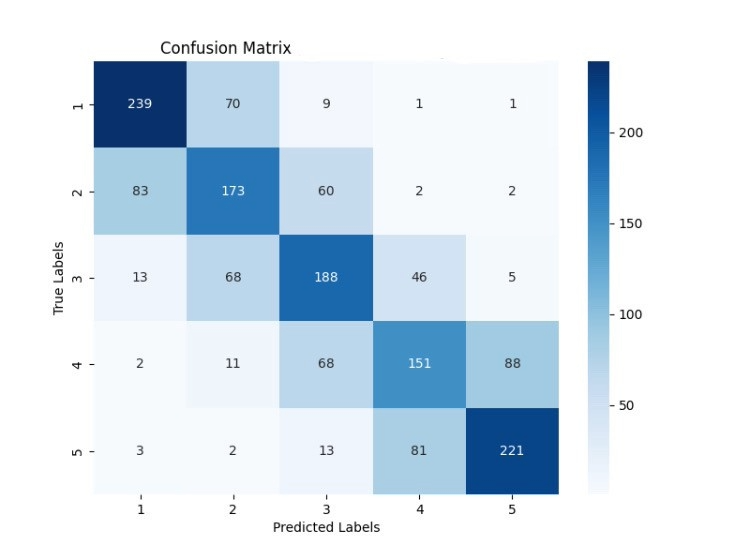 Confusion Matrix
1 239 70 9 1 1
2 83 173 60 2 2
3 13 68 188 46 5
4 2 11 68 151 88
5 3 2 13 81 221
1 2 3 4 5
Predicted Labels
True Labels
200
150
100
50